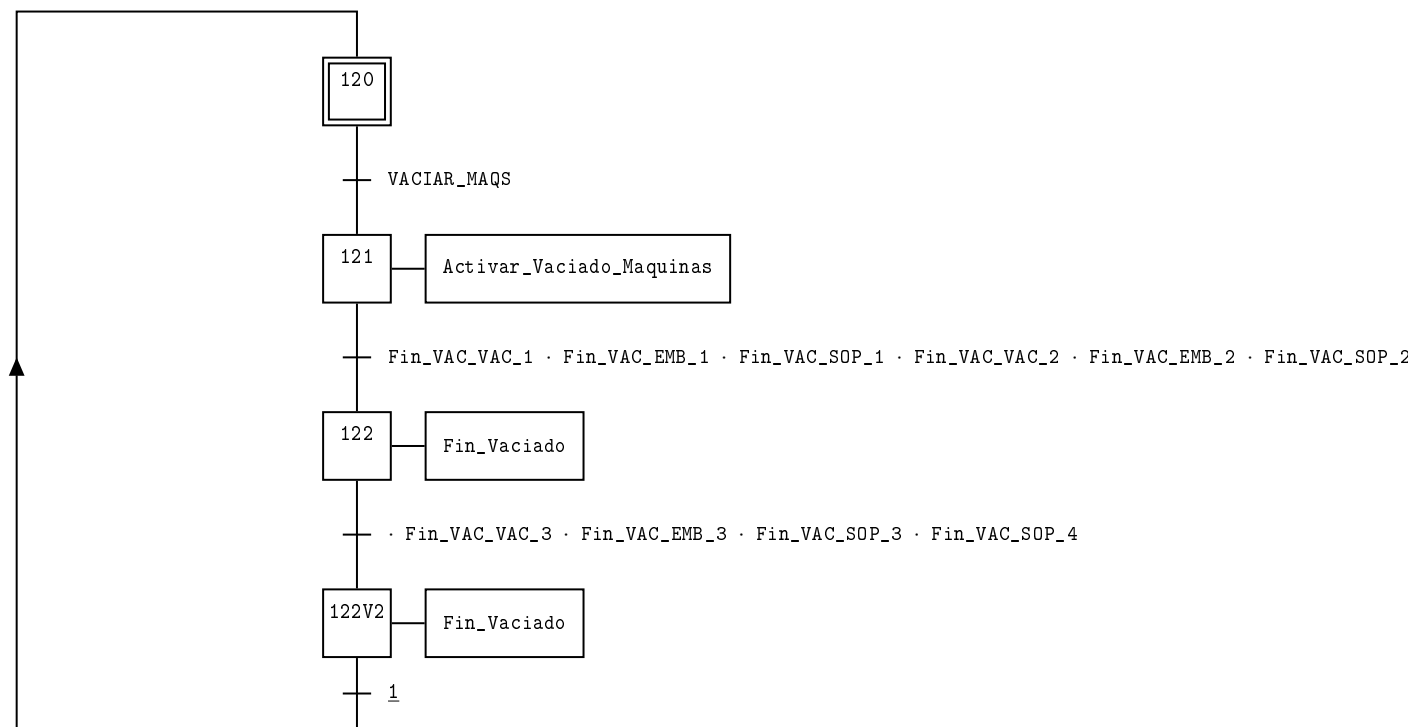 120
VACIAR_MAQS
121
Activar_Vaciado_Maquinas
Fin_VAC_VAC_1 · Fin_VAC_EMB_1 · Fin_VAC_SOP_1 · Fin_VAC_VAC_2 · Fin_VAC_EMB_2 · Fin_VAC_SOP_2
122
Fin_Vaciado
· Fin_VAC_VAC_3 · Fin_VAC_EMB_3 · Fin_VAC_SOP_3 · Fin_VAC_SOP_4
122V2
Fin_Vaciado
1